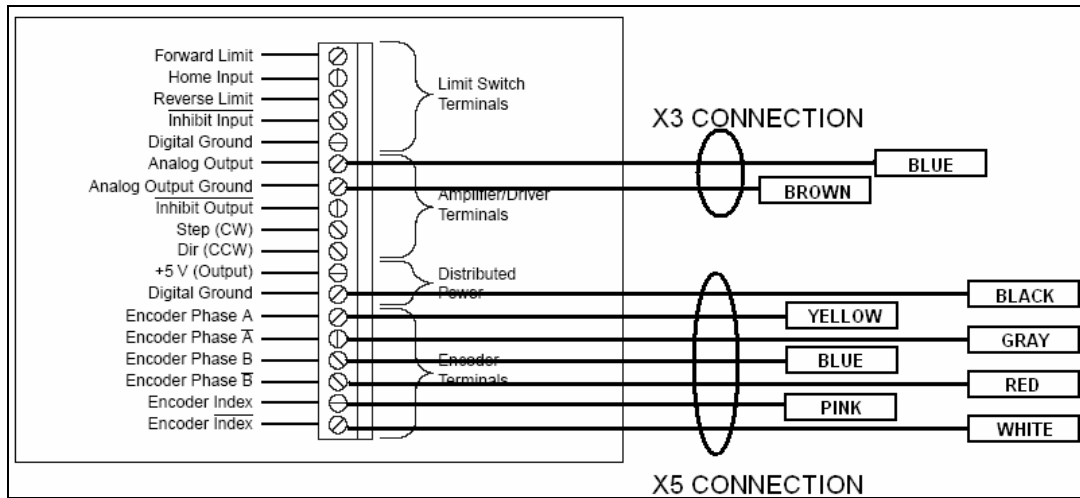 Forward Limit
Home Input
Reverse Limit
Inhibit Input
Digital Ground
Analog Output
Analog Output Ground
Inhibit Output
Step (CW)
Dir (CCW)
+5 V (Output)
Digital Ground
Encoder Phase A
Encoder Phase A̅
Encoder Phase B
Encoder Phase B̅
Encoder Index
Encoder I̅n̅d̅e̅x̅
Limit Switch
Terminals
Amplifier/Driver
Terminals
Distributed
Power
Encoder
Terminals
X3 CONNECTION
BLUE
BROWN
BLACK
YELLOW
GRAY
BLUE
RED
PINK
WHITE
X5 CONNECTION